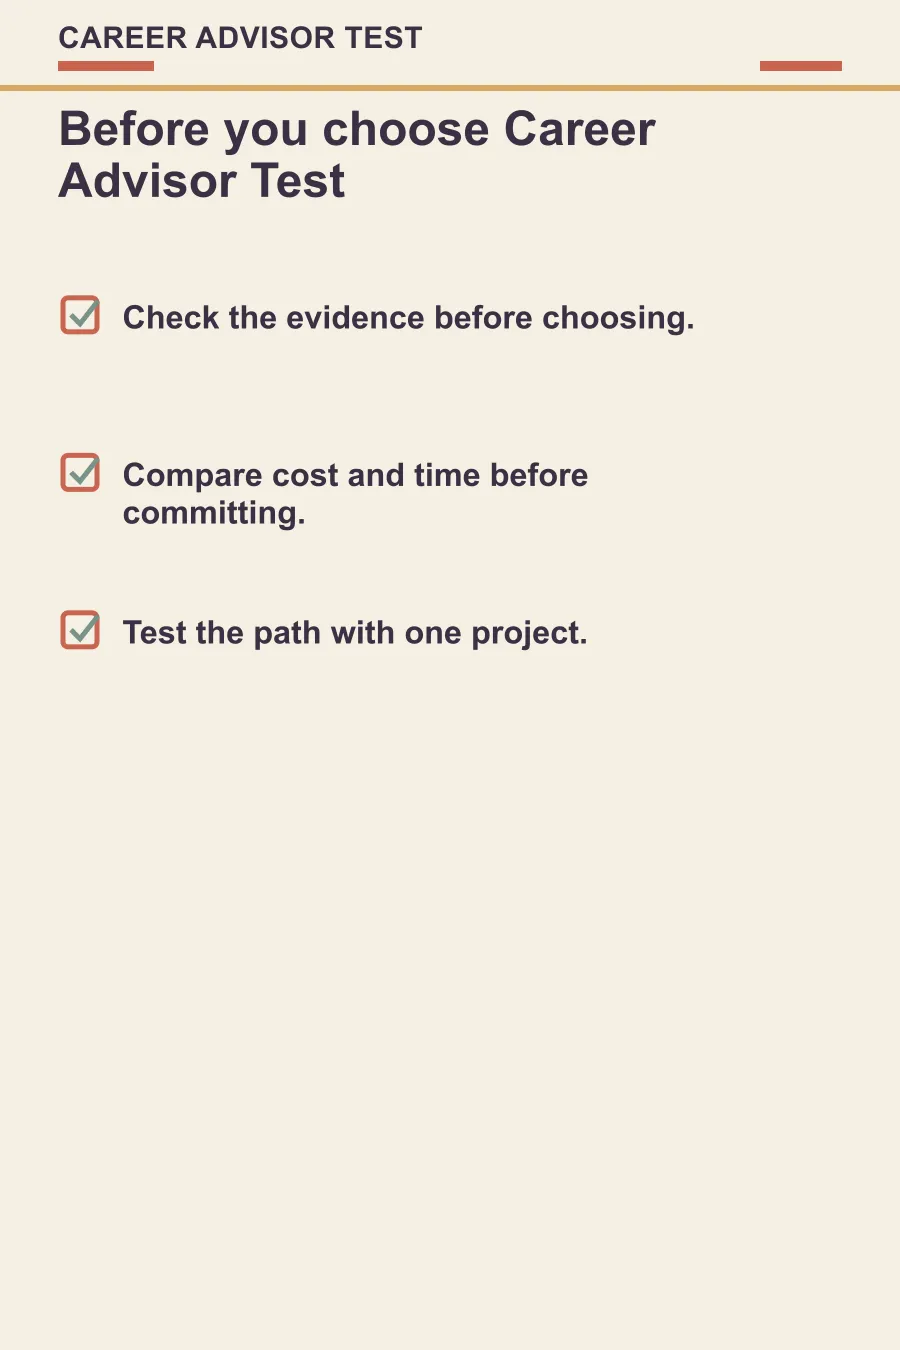 CAREER ADVISOR TEST
Before you choose Career
Advisor Test
Check the evidence before choosing.
Compare cost and time before
committing.
Test the path with one project.